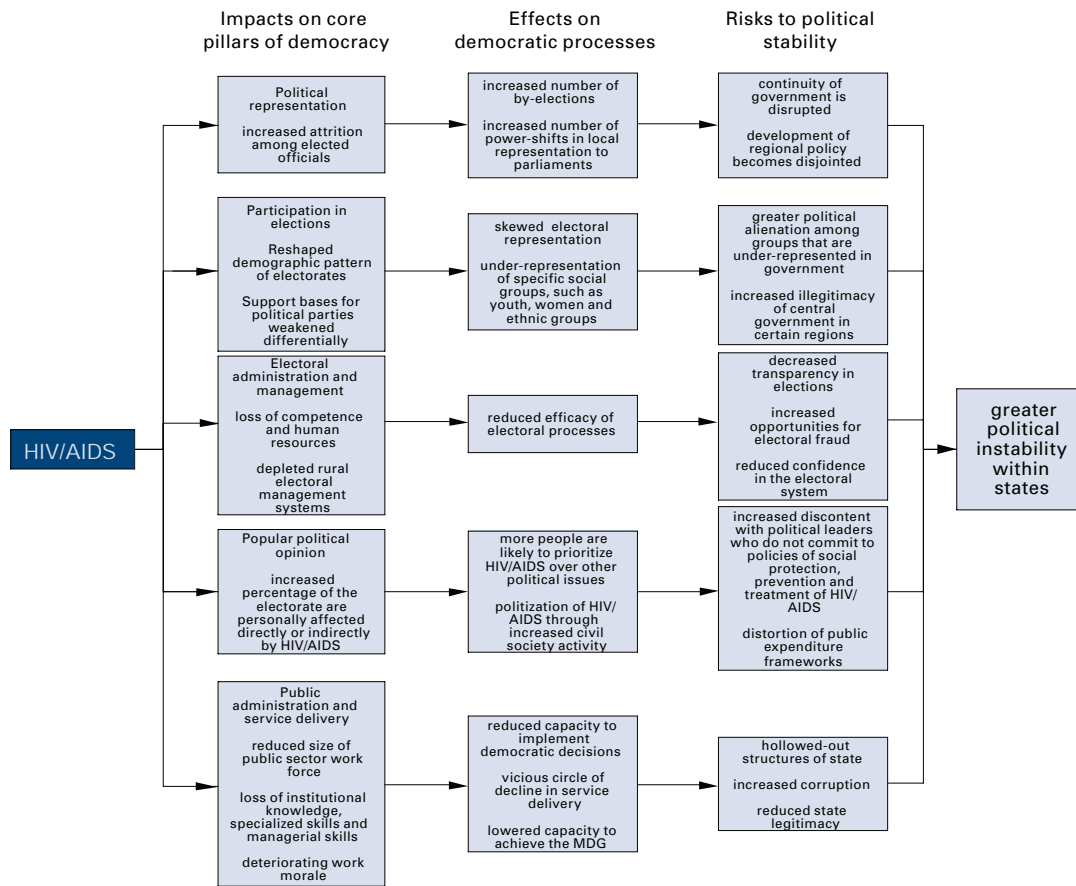 Impacts on core
pillars of democracy
Effects on
democratic processes
Risks to political
stability
Political
representation
increased attrition
among elected
officials
increased number of
by-elections
increased number of
power-shifts in local
representation to
parliaments
continuity of
government is
disrupted
development of
regional policy
becomes disjointed
Participation in
elections
Reshaped
demographic pattern
of electorates
Support bases for
political parties
weakened
differentially
skewed electoral
representation
under-representation
of specific social
groups, such as
youth, women and
ethnic groups
greater political
alienation among
groups that are
under-represented in
government
increased illegitimacy
of central
government in
certain regions
Electoral
administration and
management
loss of competence
and human
resources
depleted rural
electoral
management
systems
reduced efficacy of
electoral processes
decreased
transparency in
elections
increased
opportunities for
electoral fraud
reduced confidence
in the electoral
system
HIV/AIDS
greater
political
instability
within
states
Popular political
opinion
increased
percentage of the
electorate are
personally affected
directly or indirectly
by HIV/AIDS
more people are
likely to prioritize
HIV/AIDS over other
political issues
politization of HIV/
AIDS through
increased civil
society activity
increased discontent
with political leaders
who do not commit to
policies of social
protection,
prevention and
treatment of HIV/
AIDS
distortion of public
expenditure
frameworks
Public
administration and
service delivery
reduced size of
public sector work
force
loss of institutional
knowledge,
specialized skills and
managerial skills
deteriorating work
morale
reduced capacity to
implement
democratic decisions
vicious circle of
decline in service
delivery
lowered capacity to
achieve the MDG
hollowed-out
structures of state
increased corruption
reduced state
legitimacy